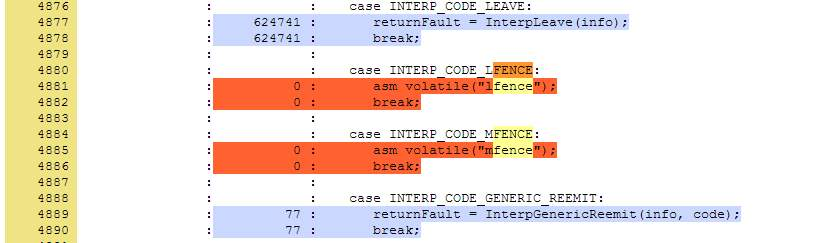 4876 : : case INTERP_CODE_LEAVE:
4877 : 624741 : returnFault = InterpLeave(info);
4878 : 624741 : break;
4879 : :
4880 : : case INTERP_CODE_LFENCE:
4881 : 0 : asm volatile("lfence");
4882 : 0 : break;
4883 : :
4884 : : case INTERP_CODE_MFENCE:
4885 : 0 : asm volatile("mfence");
4886 : 0 : break;
4887 : :
4888 : : case INTERP_CODE_GENERIC_REEMIT:
4889 : 77 : returnFault = InterpGenericReemit(info, code);
4890 : 77 : break;